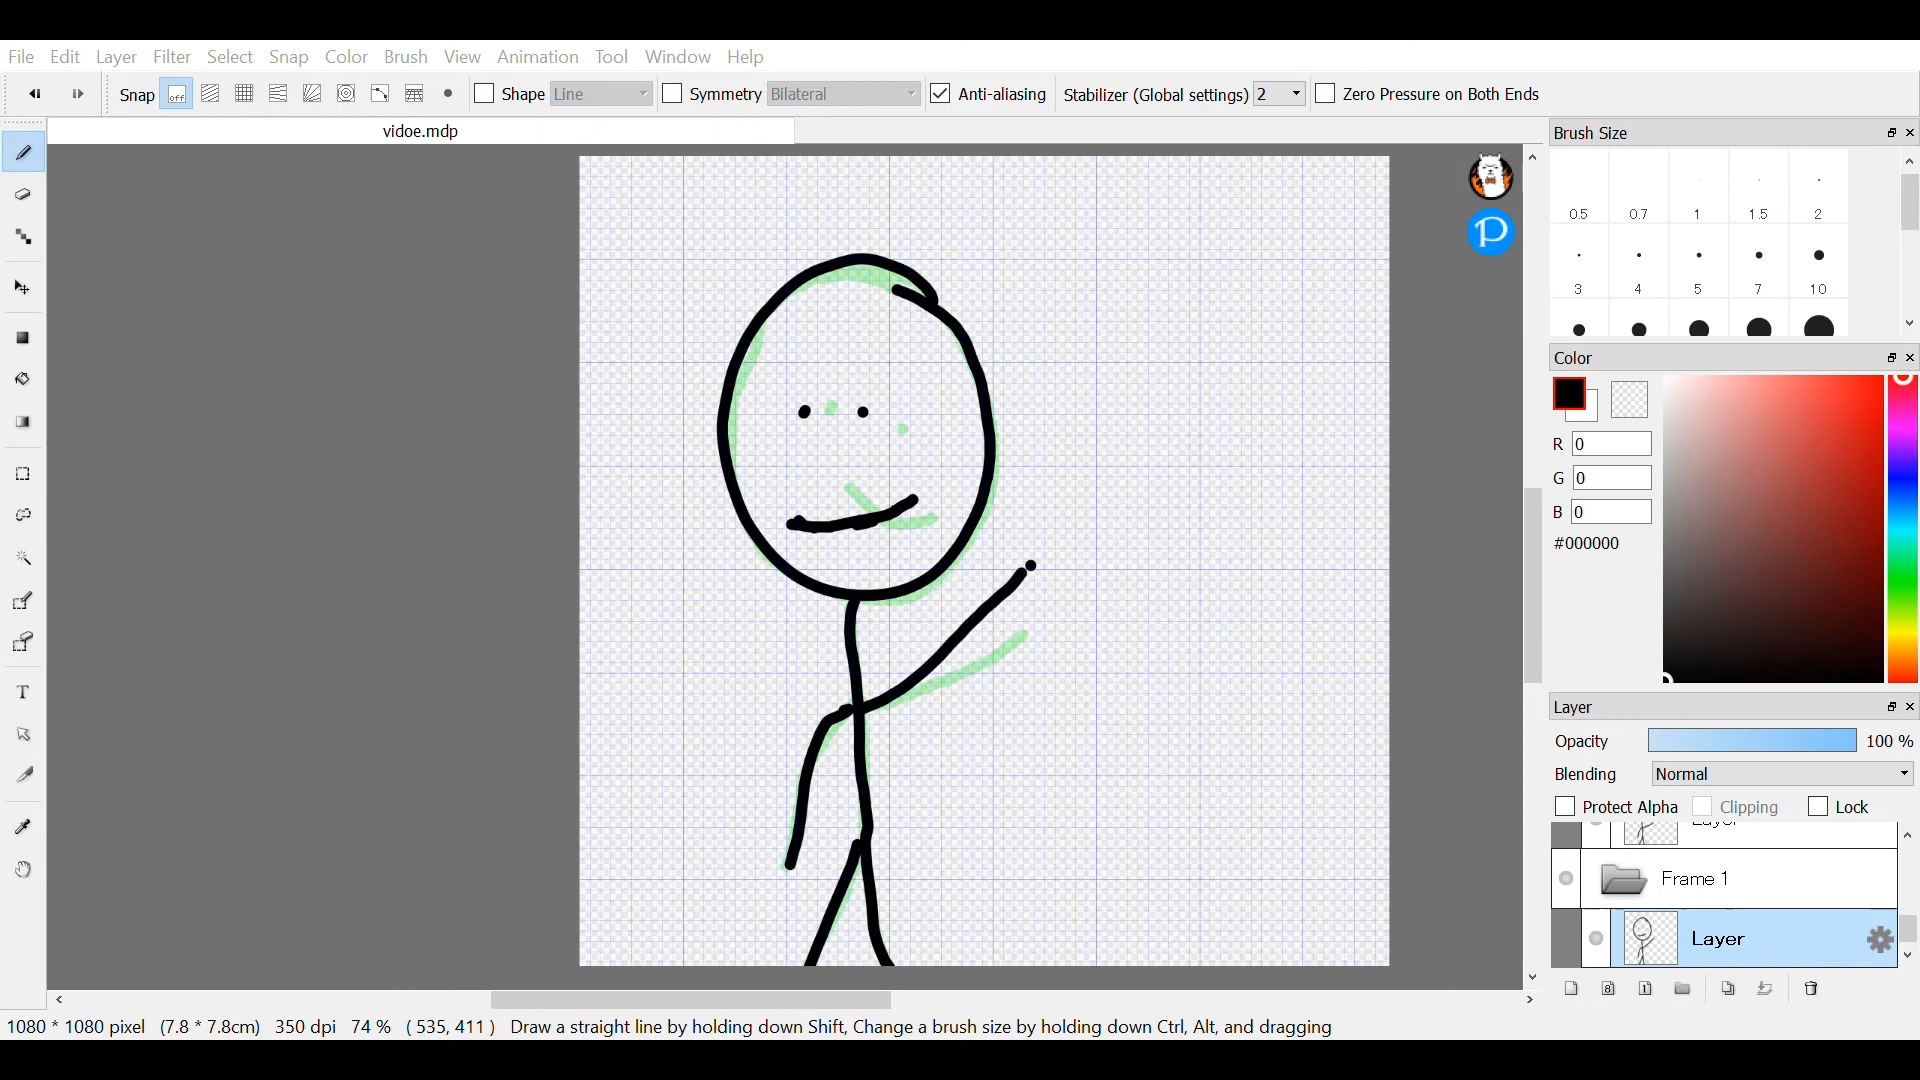 File Edit Layer Filter Select Snap Color Brush View Animation Tool Window Help
Snap off Shape Line Symmetry Bilateral Anti-aliasing Stabilizer (Global settings) 2 Zero Pressure on Both Ends
vidoe.mdp
Brush Size
0.5 0.7 1 1.5 2
3 4 5 7 10
Color
R 0
G 0
B 0
#000000
Layer
Opacity 100 %
Blending Normal
Protect Alpha Clipping Lock
Layer
Frame 1
Layer
8 1
T
P
1080 * 1080 pixel (7.8 * 7.8cm) 350 dpi 74 % ( 535, 411 ) Draw a straight line by holding down Shift, Change a brush size by holding down Ctrl, Alt, and dragging